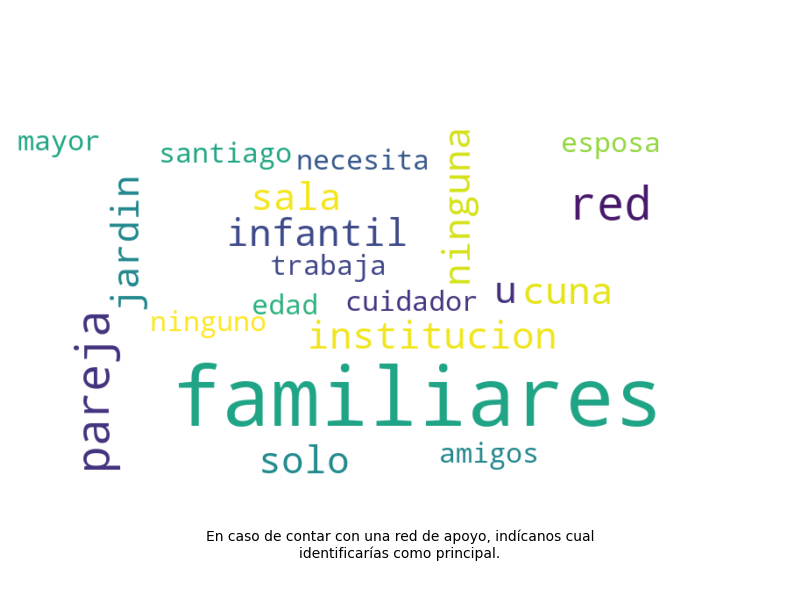 mayor
santiago
necesita
ninguna
esposa
jardin
sala
red
infantil
trabaja
edad
cuidador
u
cuna
pareja
ninguno
institucion
familiares
solo
amigos
En caso de contar con una red de apoyo, indícanos cual
identificarías como principal.